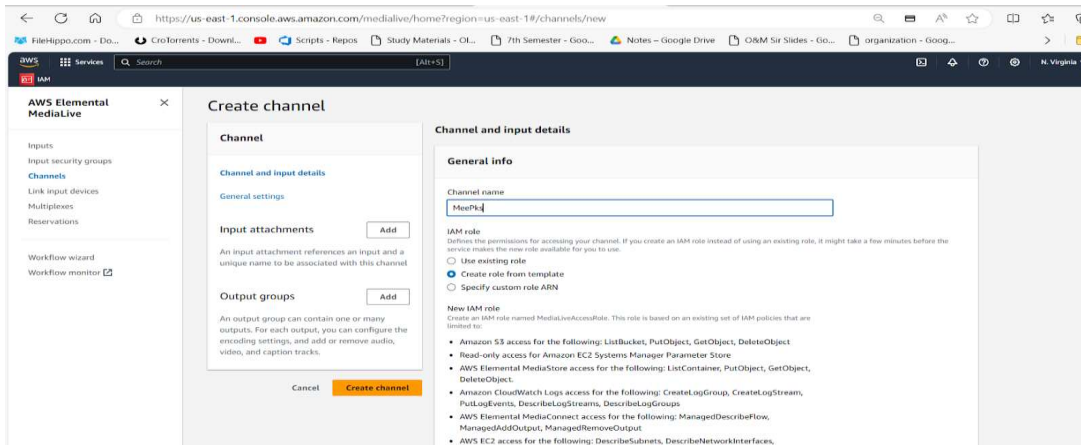 https://us-east-1.console.aws.amazon.com/medialive/home?region=us-east-1#/channels/new
FileHippo.com - Do... CroTorrents - Downl... Scripts - Repos Study Materials - Ol... 7th Semester - Goo... Notes – Google Drive O&M Sir Slides - Go... organization - Goog...
aws Services Search [Alt+S] N. Virginia
IAM
AWS Elemental
MediaLive
Inputs
Input security groups
Channels
Link input devices
Multiplexes
Reservations
Workflow wizard
Workflow monitor
Create channel
Channel
Channel and input details
General settings
Input attachments Add
An input attachment references an input and a
unique name to be associated with this channel
Output groups Add
An output group can contain one or many
outputs. For each output, you can configure the
encoding settings, and add or remove audio,
video, and caption tracks.
Cancel Create channel
Channel and input details
General info
Channel name
MeePks
IAM role
Defines the permissions for accessing your channel. If you create an IAM role instead of using an existing role, it might take a few minutes before the
service makes the new role available for you to use.
Use existing role
Create role from template
Specify custom role ARN
New IAM role
Create an IAM role named MediaLiveAccessRole. This role is based on an existing set of IAM policies that are
limited to:
• Amazon S3 access for the following: ListBucket, PutObject, GetObject, DeleteObject
• Read-only access for Amazon EC2 Systems Manager Parameter Store
• AWS Elemental MediaStore access for the following: ListContainer, PutObject, GetObject,
DeleteObject.
• Amazon CloudWatch Logs access for the following: CreateLogGroup, CreateLogStream,
PutLogEvents, DescribeLogStreams, DescribeLogGroups
• AWS Elemental MediaConnect access for the following: ManagedDescribeFlow,
ManagedAddOutput, ManagedRemoveOutput
• AWS EC2 access for the following: DescribeSubnets, DescribeNetworkInterfaces,